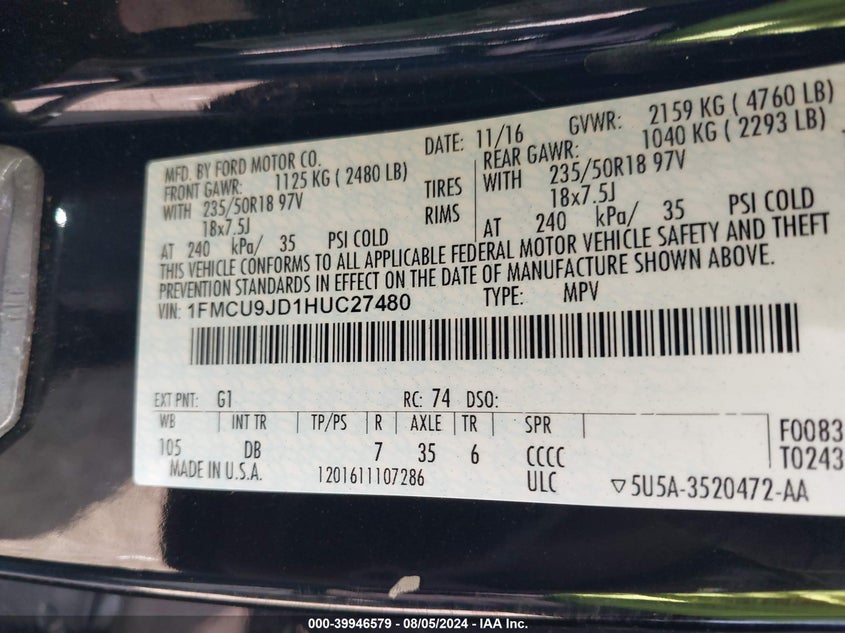 MFD. BY FORD MOTOR CO. DATE: 11/16 GVWR: 2159 KG ( 4760 LB)
FRONT GAWR: 1125 KG ( 2480 LB) REAR GAWR: 1040 KG ( 2293 LB)
WITH 235/50R18 97V TIRES WITH 235/50R18 97V
18x7.5J RIMS 18x7.5J
AT 240 kPa/ 35 PSI COLD AT 240 kPa/ 35 PSI COLD
THIS VEHICLE CONFORMS TO ALL APPLICABLE FEDERAL MOTOR VEHICLE SAFETY AND THEFT
PREVENTION STANDARDS IN EFFECT ON THE DATE OF MANUFACTURE SHOWN ABOVE.
VIN: 1FMCU9JD1HUC27480 TYPE: MPV
EXT PNT: G1 RC: 74 DSO:
WB INT TR TP/PS R AXLE TR SPR
105 DB 7 35 6 CCCC
F0083
T0243
MADE IN U.S.A. 1201611107286 ULC ▽5U5A-3520472-AA
000-39946579 — 08/05/2024 — IAA Inc.